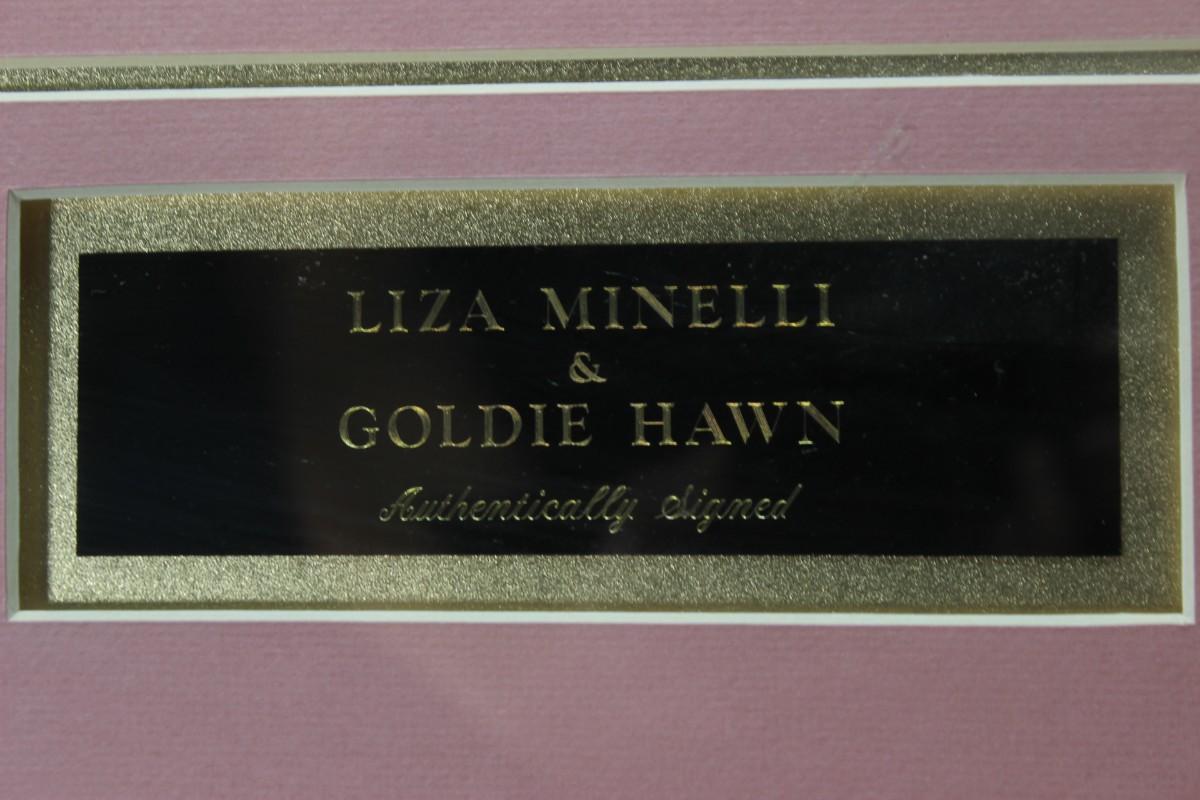 LIZA MINELLI
&
GOLDIE HAWN
Authentically Signed